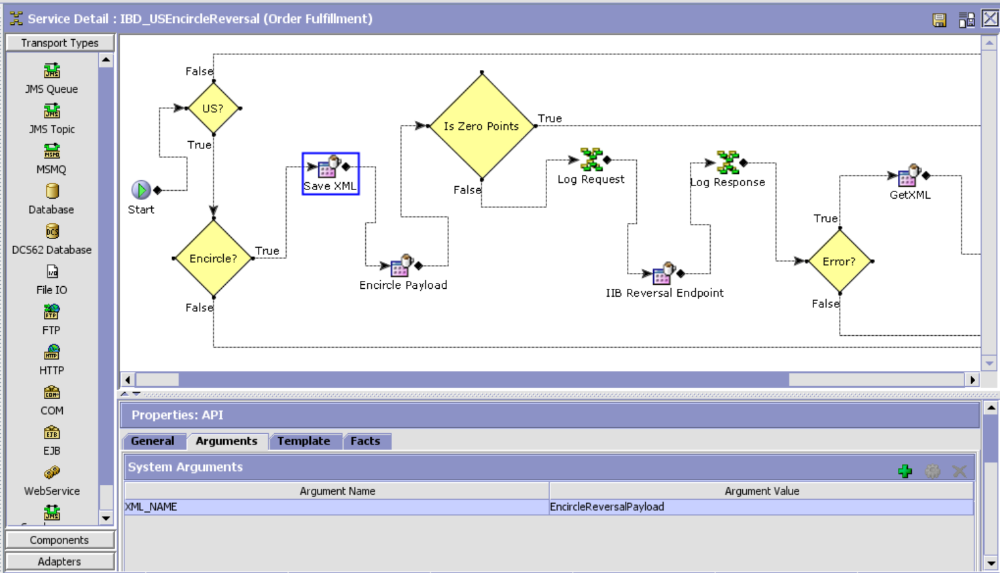 Service Detail : IBD_USEncircleReversal (Order Fulfillment)
Transport Types
JMS Queue
JMS Topic
MSMQ
Database
DCS62 Database
File IO
FTP
HTTP
COM
EJB
WebService
Components
Adapters
False
US?
True
Start
Encircle?
True
False
Save XML
Encircle Payload
Is Zero Points
True
False
Log Request
IIB Reversal Endpoint
Log Response
Error?
True
False
GetXML
Properties: API
General Arguments Template Facts
System Arguments
Argument Name Argument Value
XML_NAME EncircleReversalPayload